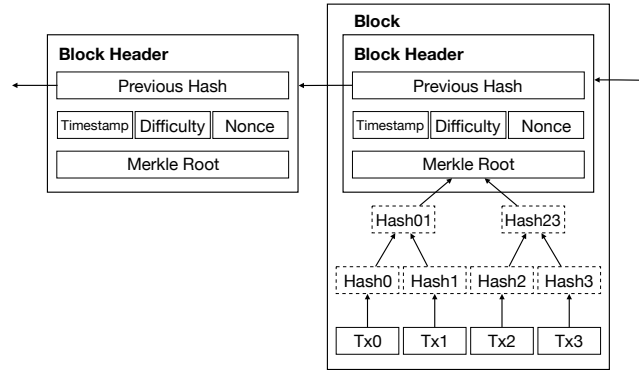 Block
Block Header
Block Header
Previous Hash
Previous Hash
Timestamp Difficulty Nonce
Timestamp Difficulty Nonce
Merkle Root
Merkle Root
Hash01 Hash23
Hash0 Hash1 Hash2 Hash3
Tx0 Tx1 Tx2 Tx3